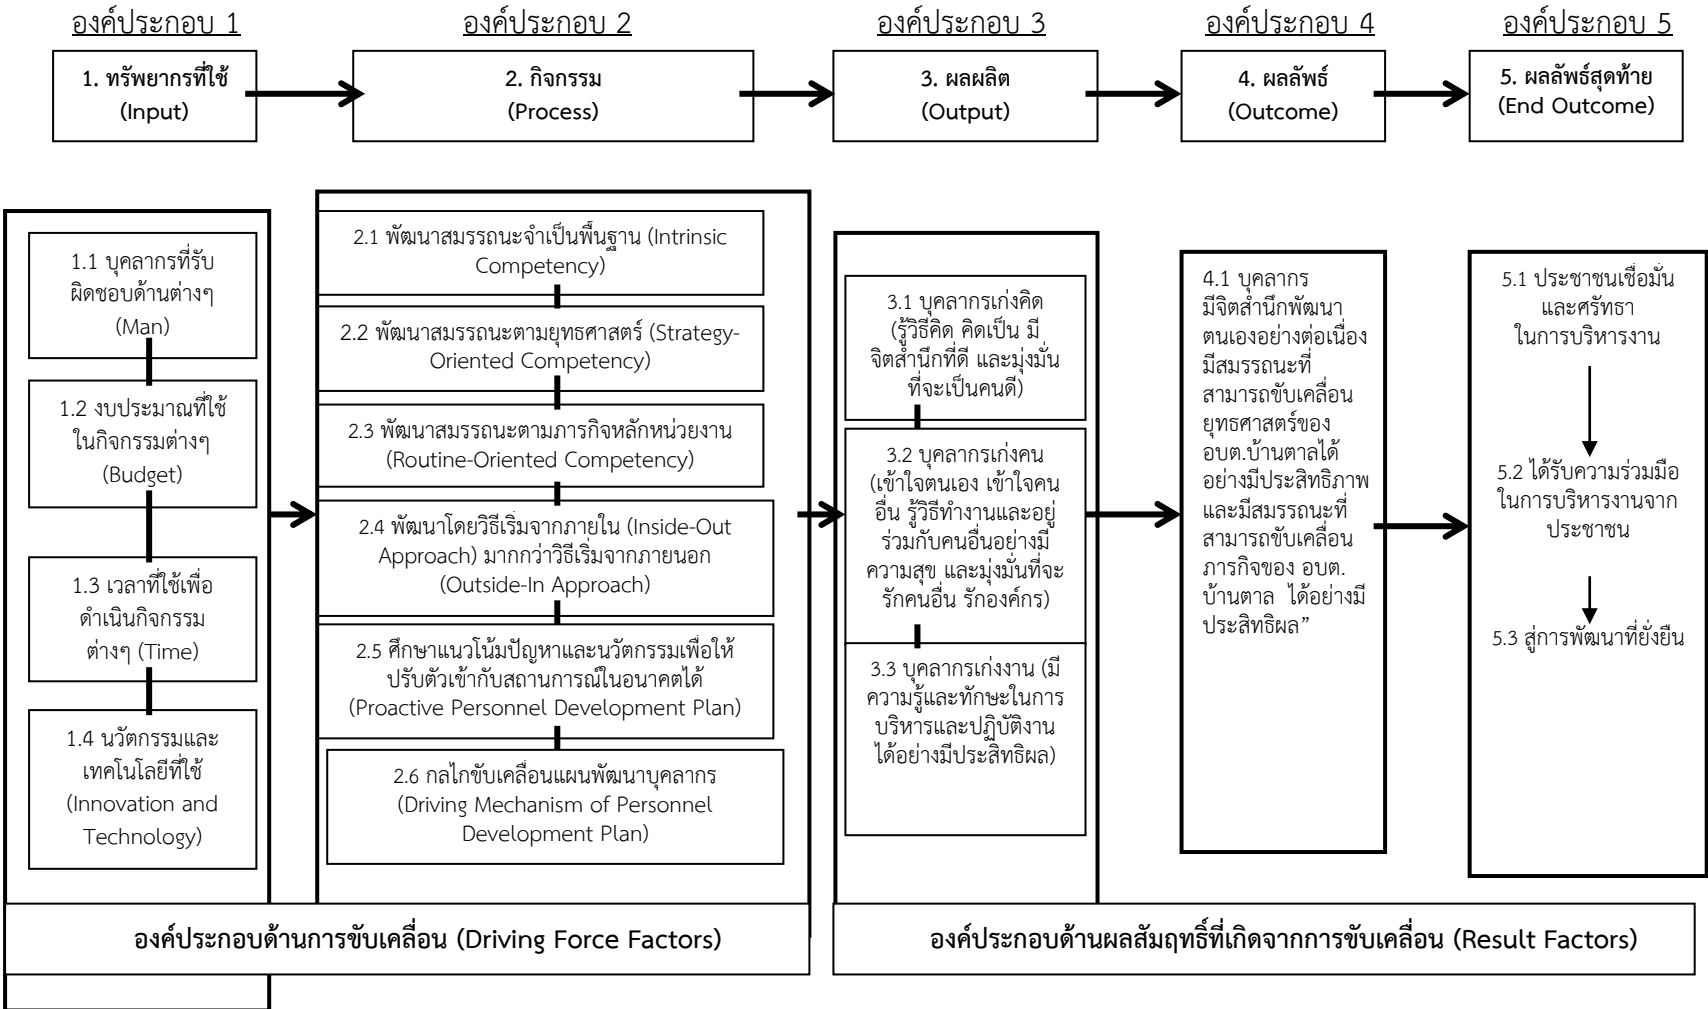 องค์ประกอบ 1
องค์ประกอบ 2
องค์ประกอบ 3
องค์ประกอบ 4
องค์ประกอบ 5
1. ทรัพยากรที่ใช้
(Input)
2. กิจกรรม
(Process)
3. ผลผลิต
(Output)
4. ผลลัพธ์
(Outcome)
5. ผลลัพธ์สุดท้าย
(End Outcome)
1.1 บุคลากรที่รับ
ผิดชอบด้านต่างๆ
(Man)
1.2 งบประมาณที่ใช้
ในกิจกรรมต่างๆ
(Budget)
1.3 เวลาที่ใช้เพื่อ
ดำเนินกิจกรรม
ต่างๆ (Time)
1.4 นวัตกรรมและ
เทคโนโลยีที่ใช้
(Innovation and
Technology)
2.1 พัฒนาสมรรถนะจำเป็นพื้นฐาน (Intrinsic
Competency)
2.2 พัฒนาสมรรถนะตามยุทธศาสตร์ (Strategy-
Oriented Competency)
2.3 พัฒนาสมรรถนะตามภารกิจหลักหน่วยงาน
(Routine-Oriented Competency)
2.4 พัฒนาโดยวิธีเริ่มจากภายใน (Inside-Out
Approach) มากกว่าวิธีเริ่มจากภายนอก
(Outside-In Approach)
2.5 ศึกษาแนวโน้มปัญหาและนวัตกรรมเพื่อให้
ปรับตัวเข้ากับสถานการณ์ในอนาคตได้
(Proactive Personnel Development Plan)
2.6 กลไกขับเคลื่อนแผนพัฒนาบุคลากร
(Driving Mechanism of Personnel
Development Plan)
3.1 บุคลากรเก่งคิด
(รู้วิธีคิด คิดเป็น มี
จิตสำนึกที่ดี และมุ่งมั่น
ที่จะเป็นคนดี)
3.2 บุคลากรเก่งคน
(เข้าใจตนเอง เข้าใจคน
อื่น รู้วิธีทำงานและอยู่
ร่วมกับคนอื่นอย่างมี
ความสุข และมุ่งมั่นที่จะ
รักคนอื่น รักองค์กร)
3.3 บุคลากรเก่งงาน (มี
ความรู้และทักษะในการ
บริหารและปฏิบัติงาน
ได้อย่างมีประสิทธิผล)
4.1 บุคลากร
มีจิตสำนึกพัฒนา
ตนเองอย่างต่อเนื่อง
มีสมรรถนะที่
สามารถขับเคลื่อน
ยุทธศาสตร์ของ
อบต.บ้านตาลได้
อย่างมีประสิทธิภาพ
และมีสมรรถนะที่
สามารถขับเคลื่อน
ภารกิจของ อบต.
บ้านตาล ได้อย่างมี
ประสิทธิผล”
5.1 ประชาชนเชื่อมั่น
และศรัทธา
ในการบริหารงาน
5.2 ได้รับความร่วมมือ
ในการบริหารงานจาก
ประชาชน
5.3 สู่การพัฒนาที่ยั่งยืน
องค์ประกอบด้านการขับเคลื่อน (Driving Force Factors)
องค์ประกอบด้านผลสัมฤทธิ์ที่เกิดจากการขับเคลื่อน (Result Factors)